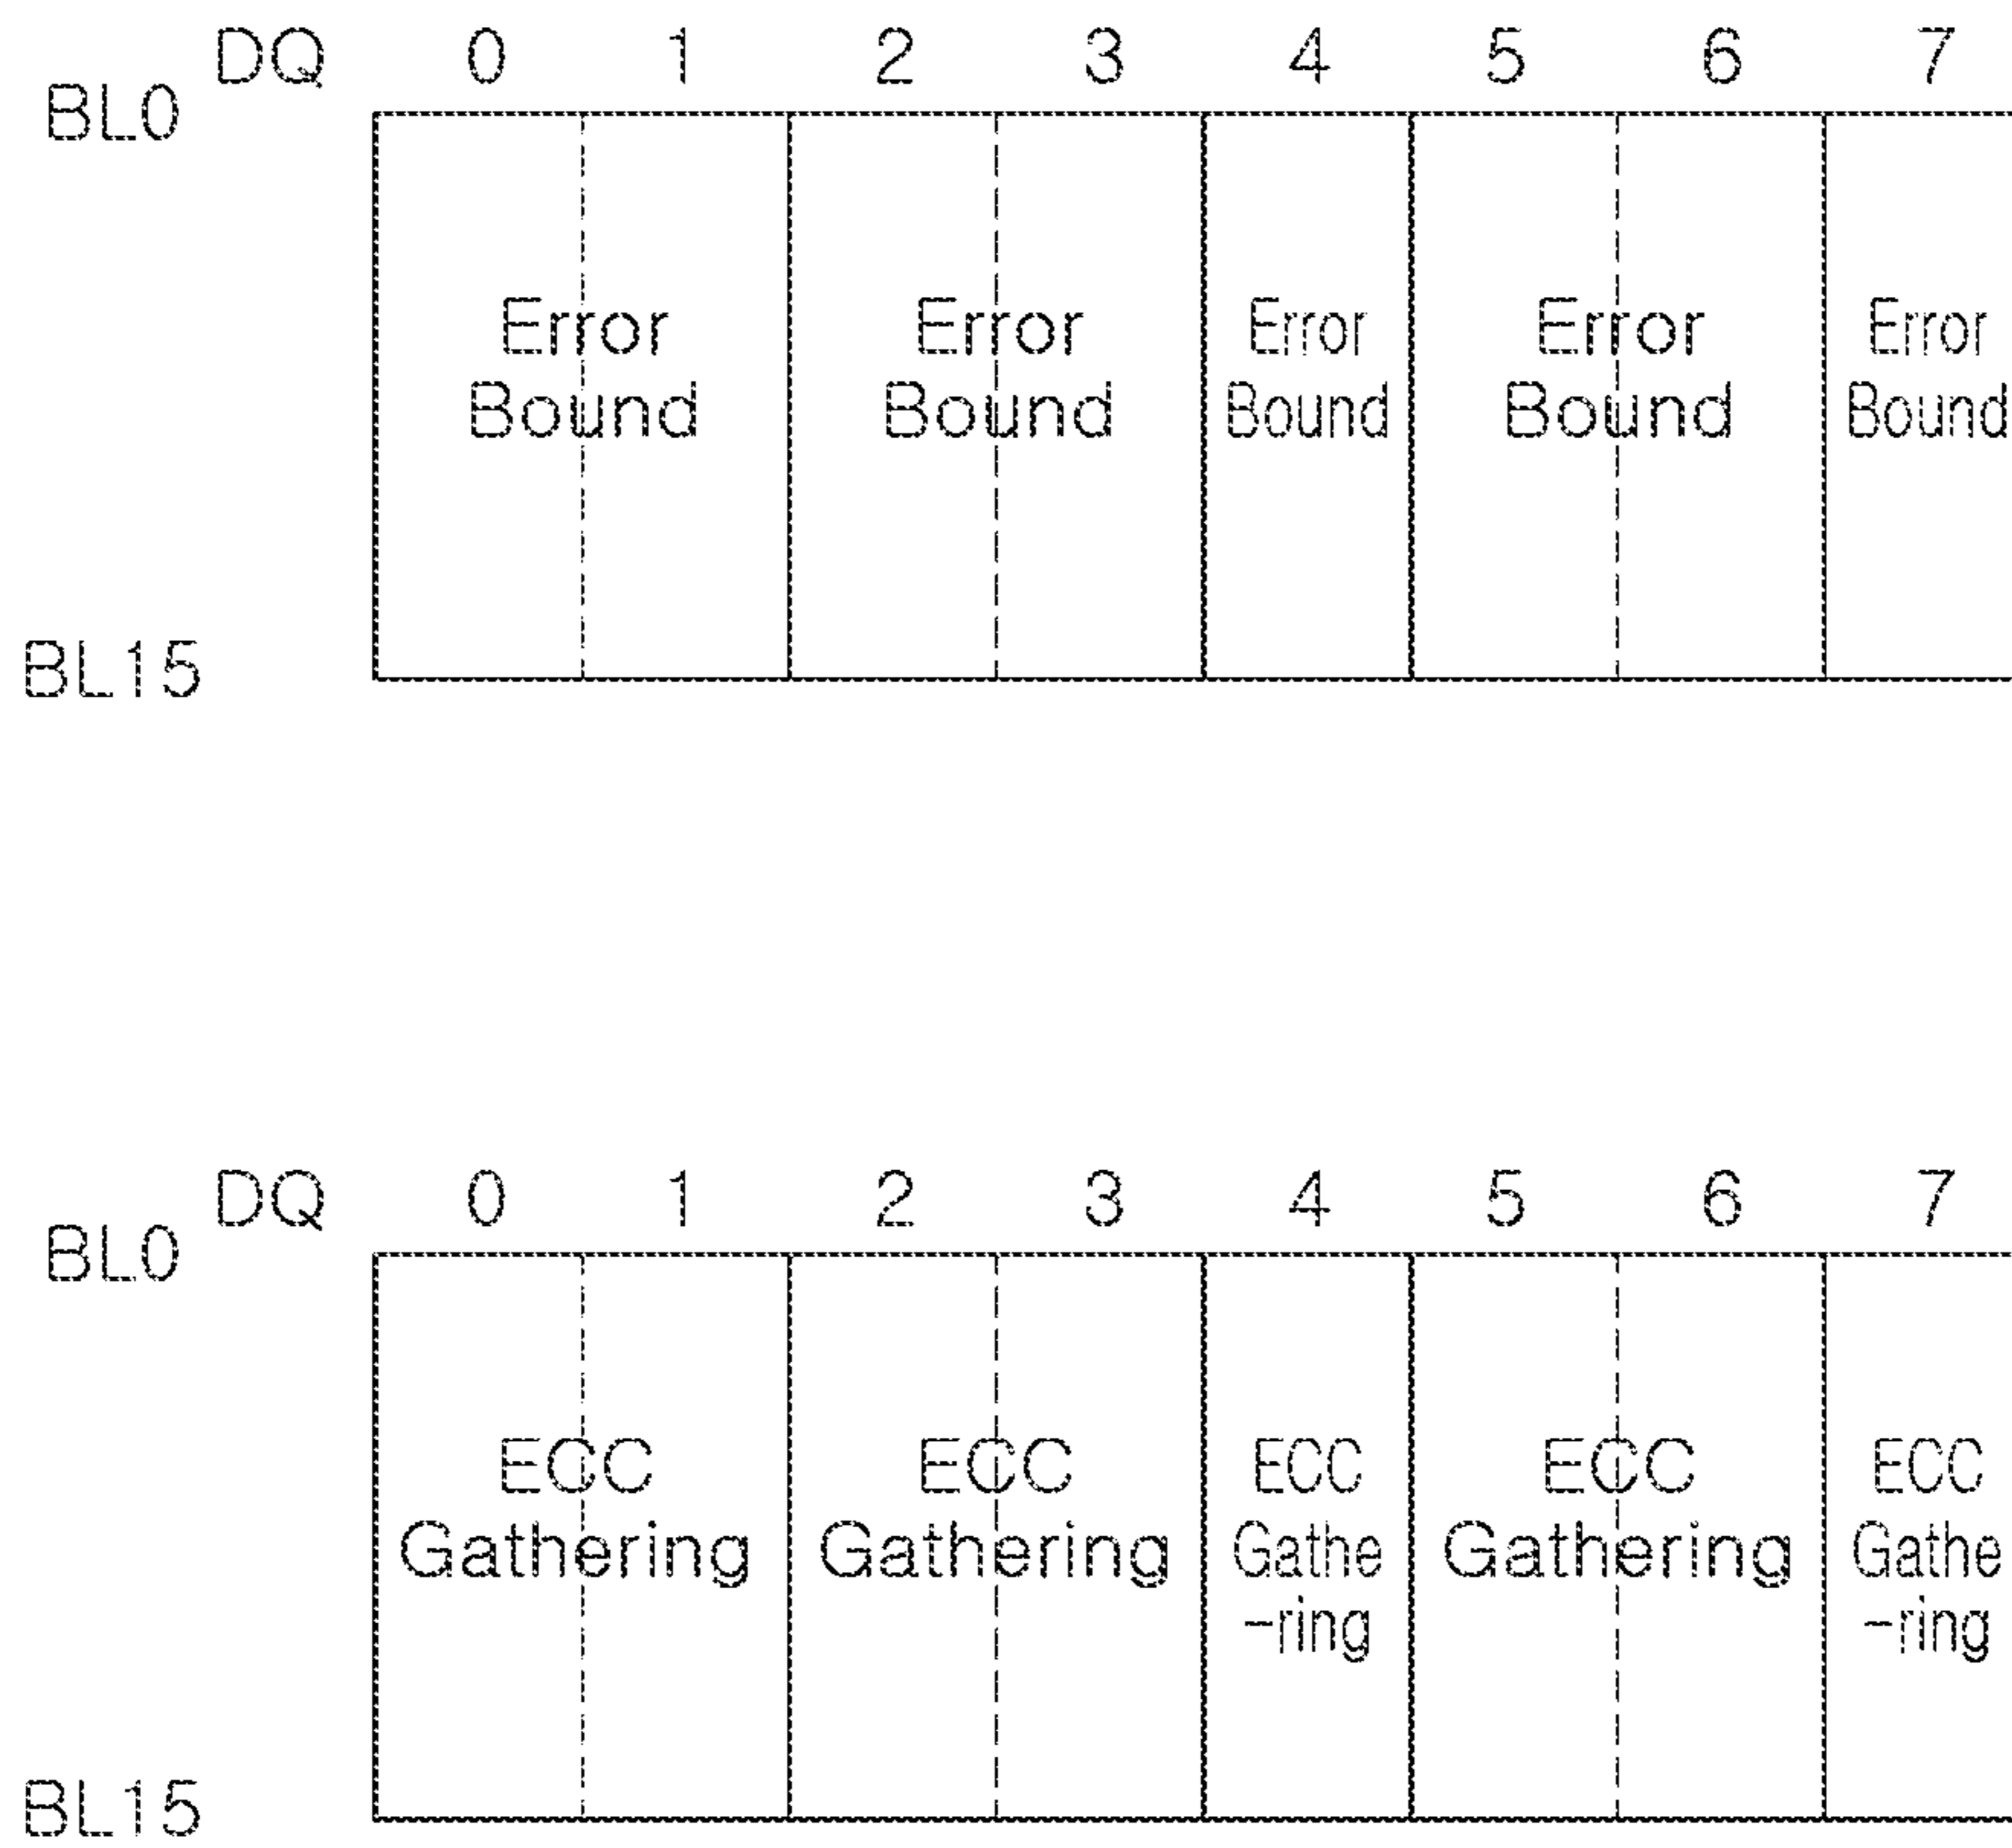 DQ 0 1 2 3 4 5 6 7
BL0
Error Error Error Error Error
Bound Bound Bound Bound Bound
BL15
DQ 0 1 2 3 4 5 6 7
BL0
ECC ECC ECC ECC ECC
Gathering Gathering Gathe Gathering Gathe
-ring -ring
BL15